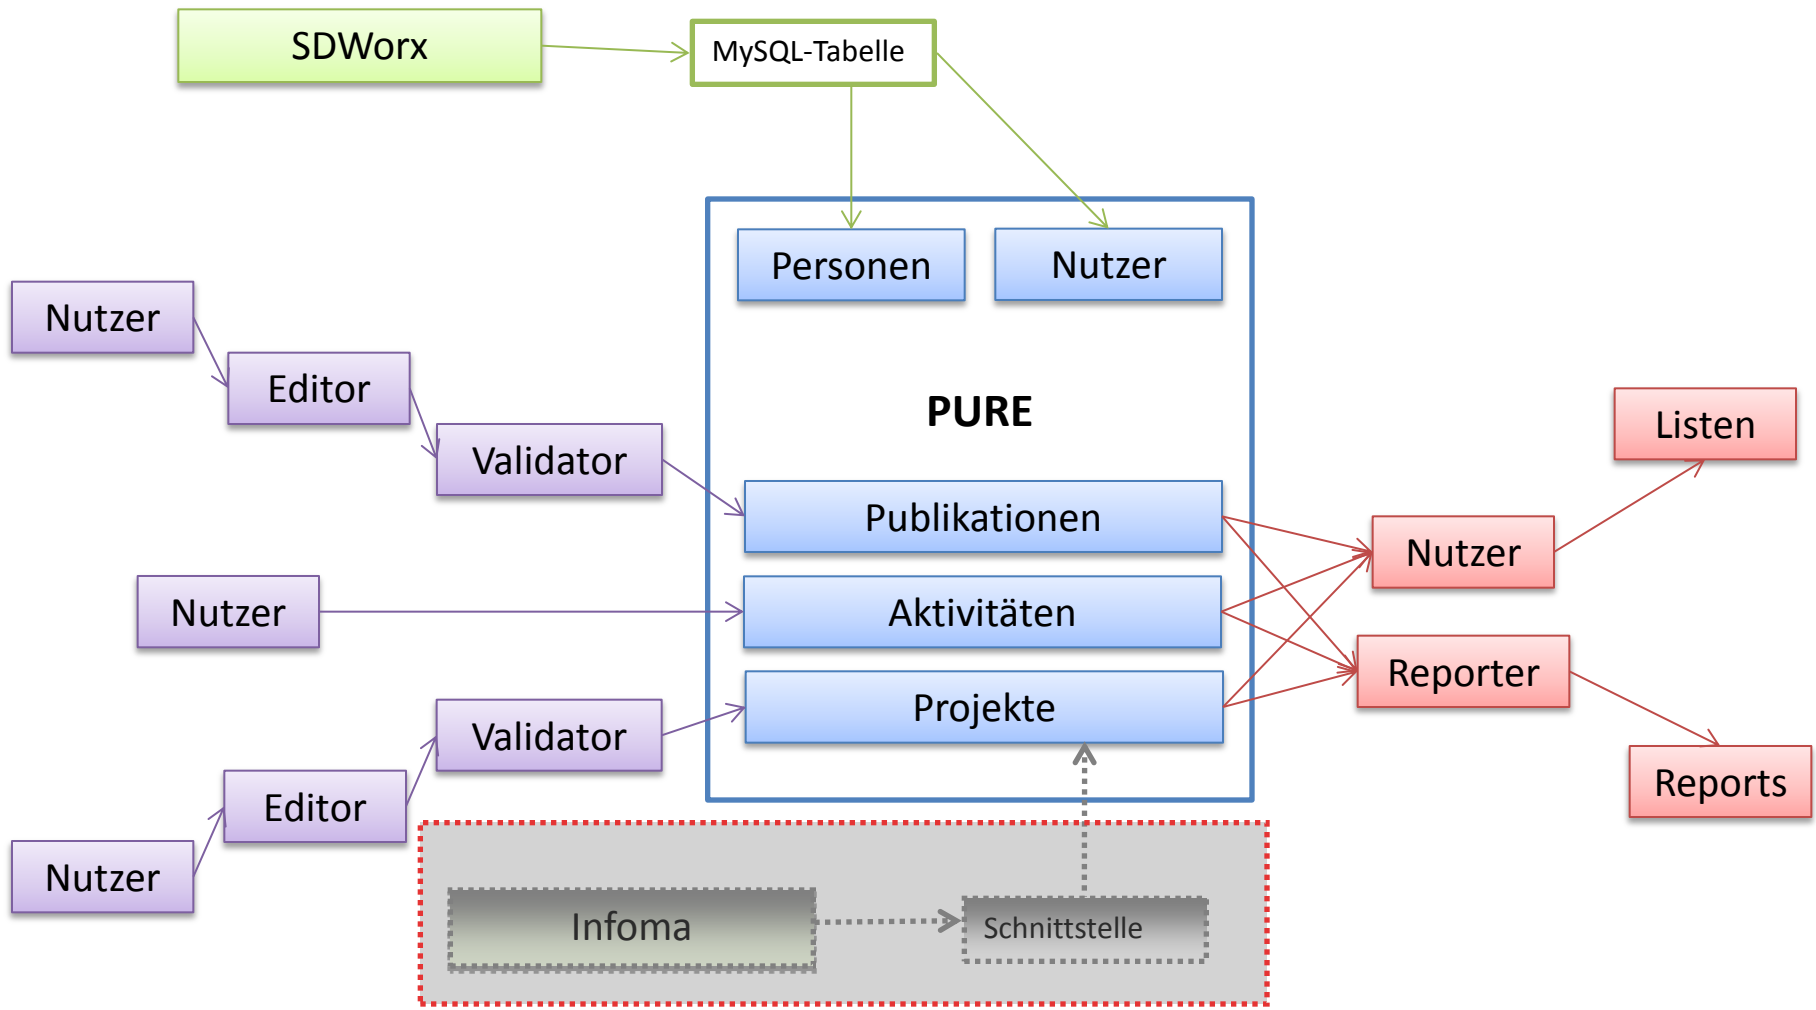 SDWorx
MySQL-Tabelle
Personen
Nutzer
Nutzer
Editor
Validator
PURE
Publikationen
Listen
Nutzer
Nutzer
Aktivitäten
Reporter
Validator
Projekte
Editor
Reports
Nutzer
Infoma
Schnittstelle